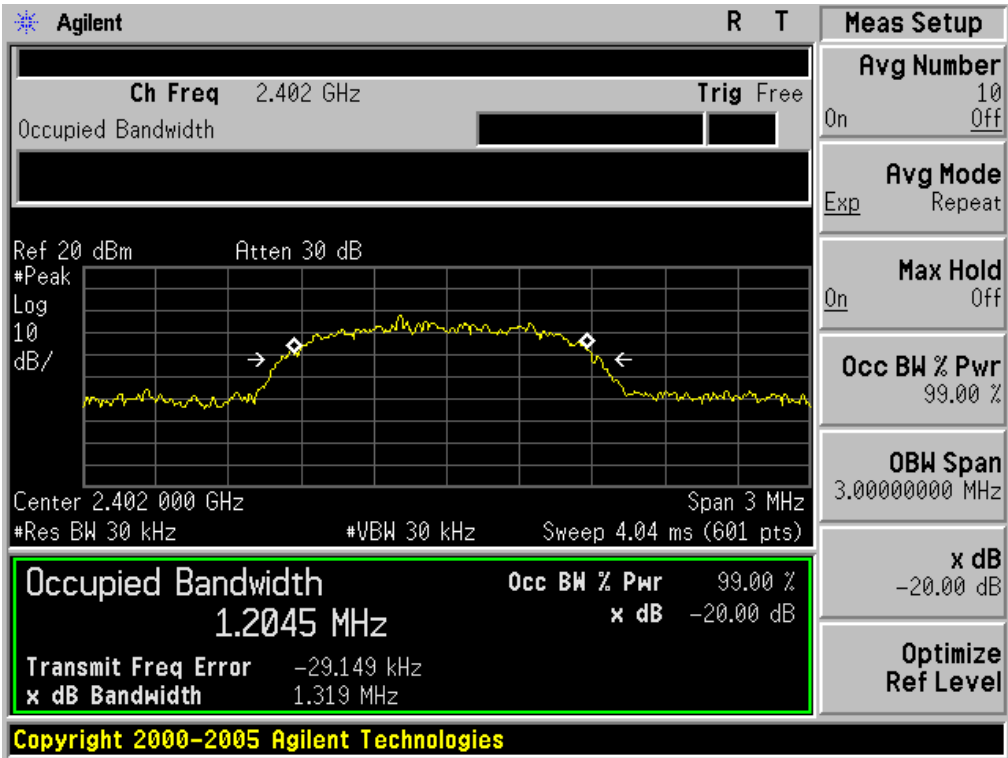 Agilent R T
Meas Setup
Ch Freq 2.402 GHz Trig Free
Occupied Bandwidth
Avg Number
10
On Off
Avg Mode
Exp Repeat
Max Hold
On Off
Occ BW % Pwr
99.00 %
OBW Span
3.00000000 MHz
x dB
-20.00 dB
Optimize
Ref Level
Ref 20 dBm Atten 30 dB
#Peak
Log
10
dB/
Center 2.402 000 GHz Span 3 MHz
#Res BW 30 kHz #VBW 30 kHz Sweep 4.04 ms (601 pts)
Occupied Bandwidth Occ BW % Pwr 99.00 %
1.2045 MHz x dB -20.00 dB
Transmit Freq Error -29.149 kHz
x dB Bandwidth 1.319 MHz
Copyright 2000-2005 Agilent Technologies